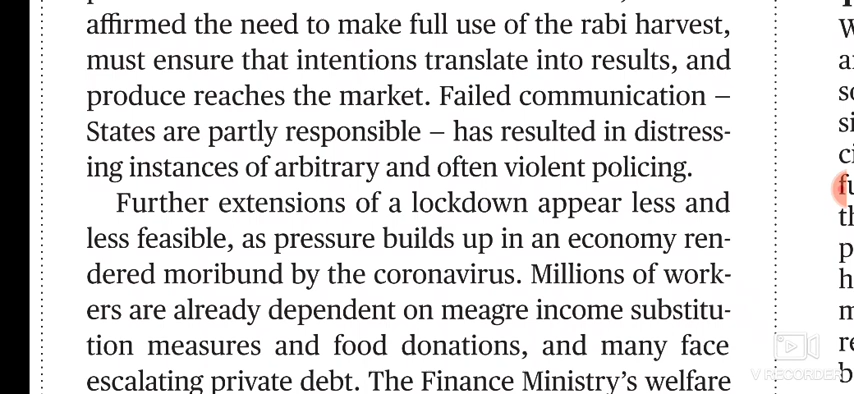 affirmed the need to make full use of the rabi harvest,
must ensure that intentions translate into results, and
produce reaches the market. Failed communication –
States are partly responsible – has resulted in distress-
ing instances of arbitrary and often violent policing.
Further extensions of a lockdown appear less and
less feasible, as pressure builds up in an economy ren-
dered moribund by the coronavirus. Millions of work-
ers are already dependent on meagre income substitu-
tion measures and food donations, and many face
escalating private debt. The Finance Ministry's welfare
V RECORDER